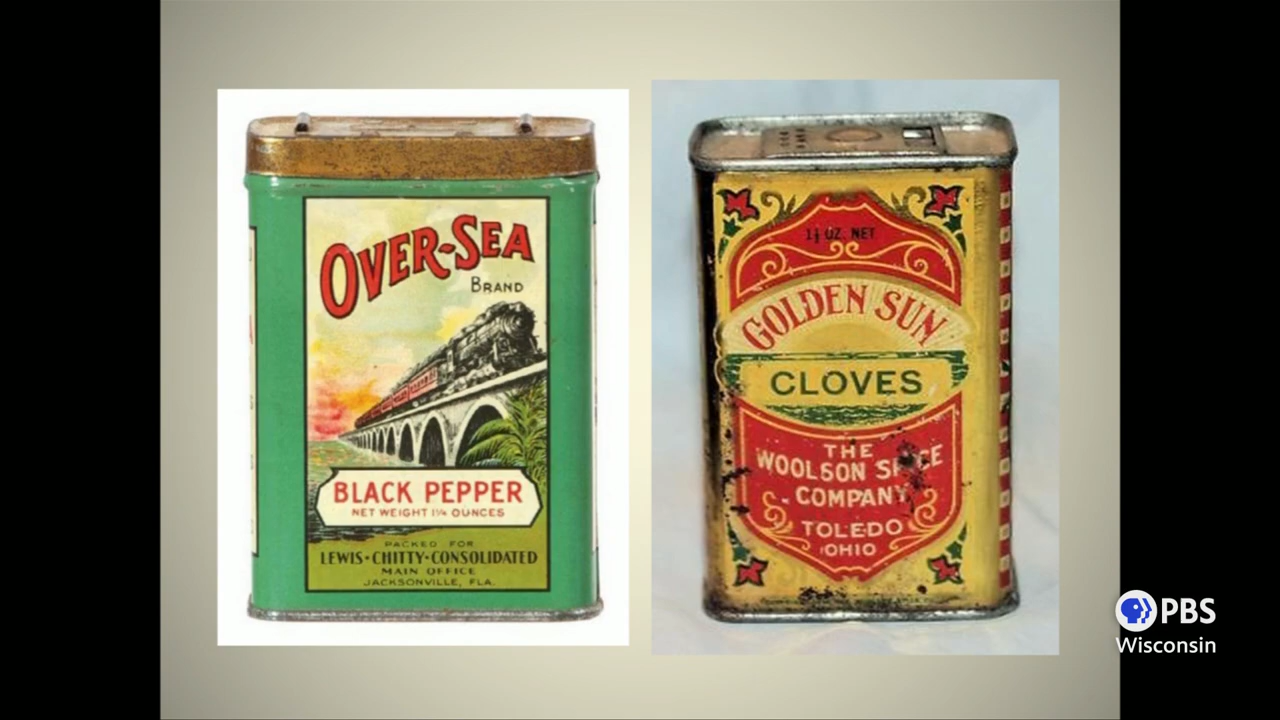 OVER-SEA
BRAND
BLACK PEPPER
NET WEIGHT 1¼ OUNCES
PACKED FOR
LEWIS·CHITTY·CONSOLIDATED
MAIN OFFICE
JACKSONVILLE, FLA.
1½ OZ. NET
GOLDEN SUN
CLOVES
THE
WOOLSON SPICE
COMPANY
TOLEDO
OHIO
PBS
Wisconsin